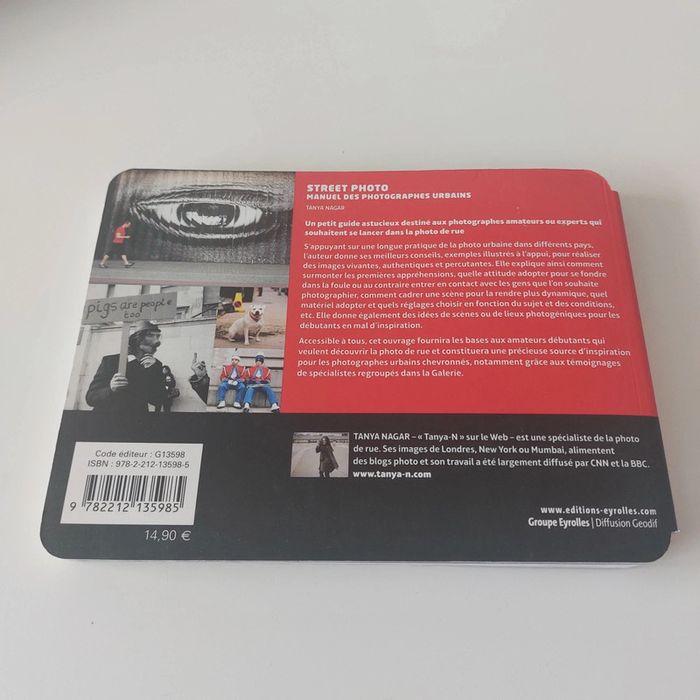 STREET PHOTO
MANUEL DES PHOTOGRAPHES URBAINS
TANYA NAGAR
Un petit guide astucieux destiné aux photographes amateurs ou experts qui
souhaitent se lancer dans la photo de rue
S'appuyant sur une longue pratique de la photo urbaine dans différents pays,
l'auteur donne ses meilleurs conseils, exemples illustrés à l'appui, pour réaliser
des images vivantes, authentiques et percutantes. Elle explique ainsi comment
surmonter les premières appréhensions, quelle attitude adopter pour se fondre
dans la foule ou au contraire entrer en contact avec les gens que l'on souhaite
photographier, comment cadrer une scène pour la rendre plus dynamique, quel
matériel adopter et quels réglages choisir en fonction du sujet et des conditions,
etc. Elle donne également des idées de scènes ou de lieux photogéniques pour les
débutants en mal d'inspiration.
Accessible à tous, cet ouvrage fournira les bases aux amateurs débutants qui
veulent découvrir la photo de rue et constituera une précieuse source d'inspiration
pour les photographes urbains chevronnés, notamment grâce aux témoignages
de spécialistes regroupés dans la Galerie.
pigs are people
too
TANYA NAGAR – « Tanya-N » sur le Web – est une spécialiste de la photo
de rue. Ses images de Londres, New York ou Mumbai, alimentent
des blogs photo et son travail a été largement diffusé par CNN et la BBC.
www.tanya-n.com
Code éditeur : G13598
ISBN : 978-2-212-13598-5
9 782212 135985
14,90 €
www.editions-eyrolles.com
Groupe Eyrolles | Diffusion Geodif